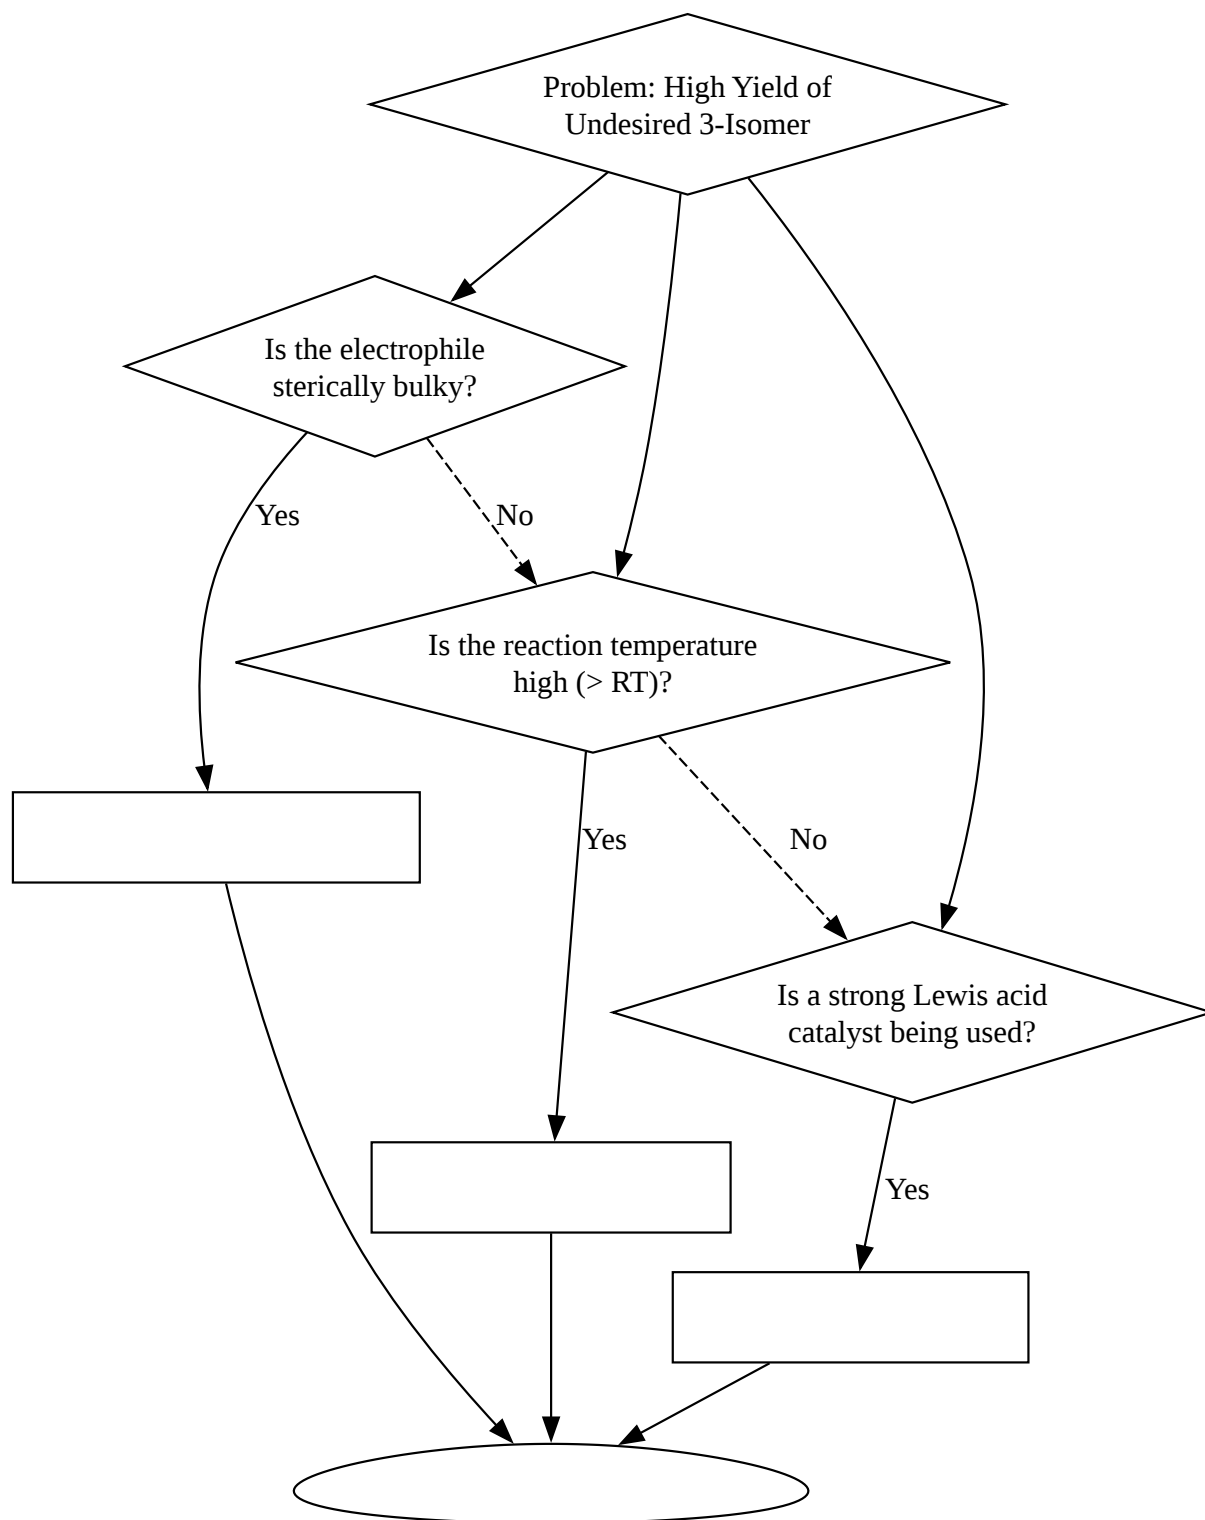 Problem: High Yield of
Undesired 3-Isomer
Is the electrophile
sterically bulky?
Yes
No
Is the reaction temperature
high (> RT)?
Yes
No
Is a strong Lewis acid
catalyst being used?
Yes